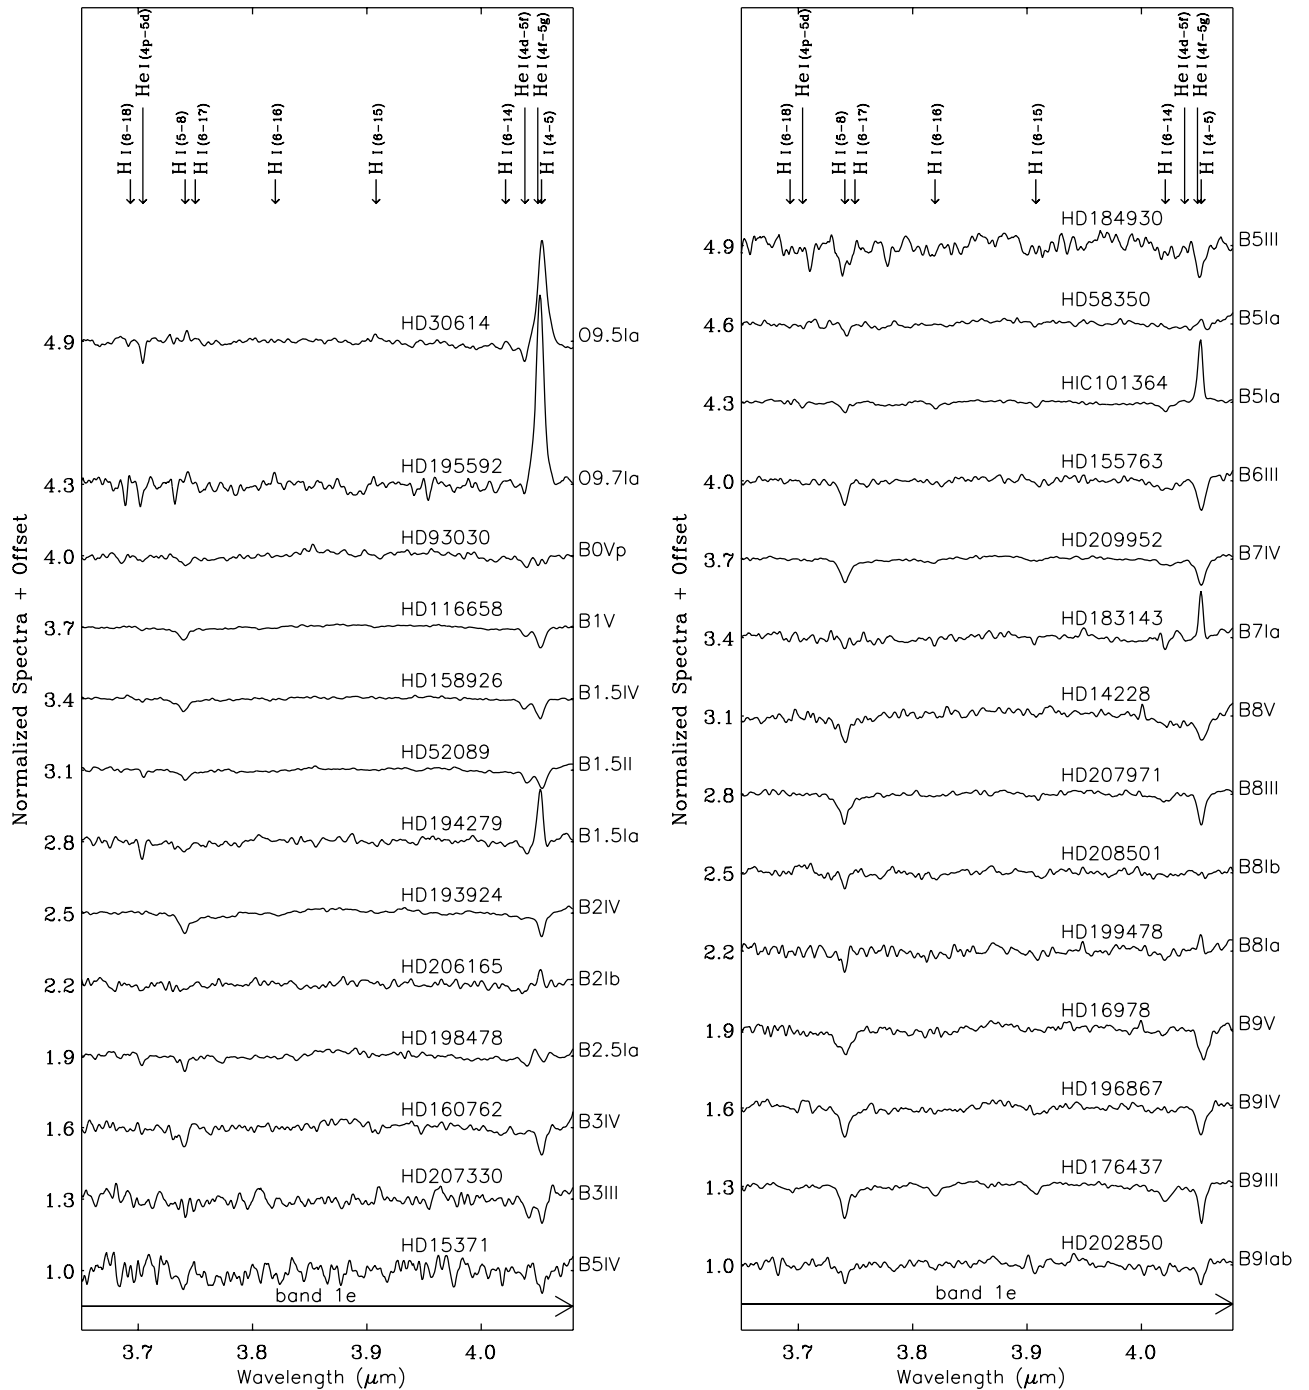 H I (6-18)
He I (4p-5d)
H I (5-8)
H I (6-17)
H I (6-16)
H I (6-15)
H I (6-14)
He I (4d-5f)
He I (4f-5g)
H I (4-5)
4.9
HD30614
O9.5Ia
4.3
HD195592
O9.7Ia
4.0
HD93030
B0Vp
3.7
HD116658
B1V
3.4
HD158926
B1.5IV
3.1
HD52089
B1.5II
2.8
HD194279
B1.5Ia
2.5
HD193924
B2IV
2.2
HD206165
B2Ib
1.9
HD198478
B2.5Ia
1.6
HD160762
B3IV
1.3
HD207330
B3III
1.0
HD15371
B5IV
band 1e
3.7 3.8 3.9 4.0
Wavelength (μm)
Normalized Spectra + Offset
H I (6-18)
He I (4p-5d)
H I (5-8)
H I (6-17)
H I (6-16)
H I (6-15)
H I (6-14)
He I (4d-5f)
He I (4f-5g)
H I (4-5)
4.9
HD184930
B5III
4.6
HD58350
B5Ia
4.3
HIC101364
B5Ia
4.0
HD155763
B6III
3.7
HD209952
B7IV
3.4
HD183143
B7Ia
3.1
HD14228
B8V
2.8
HD207971
B8III
2.5
HD208501
B8Ib
2.2
HD199478
B8Ia
1.9
HD16978
B9V
1.6
HD196867
B9IV
1.3
HD176437
B9III
1.0
HD202850
B9Iab
band 1e
3.7 3.8 3.9 4.0
Wavelength (μm)
Normalized Spectra + Offset